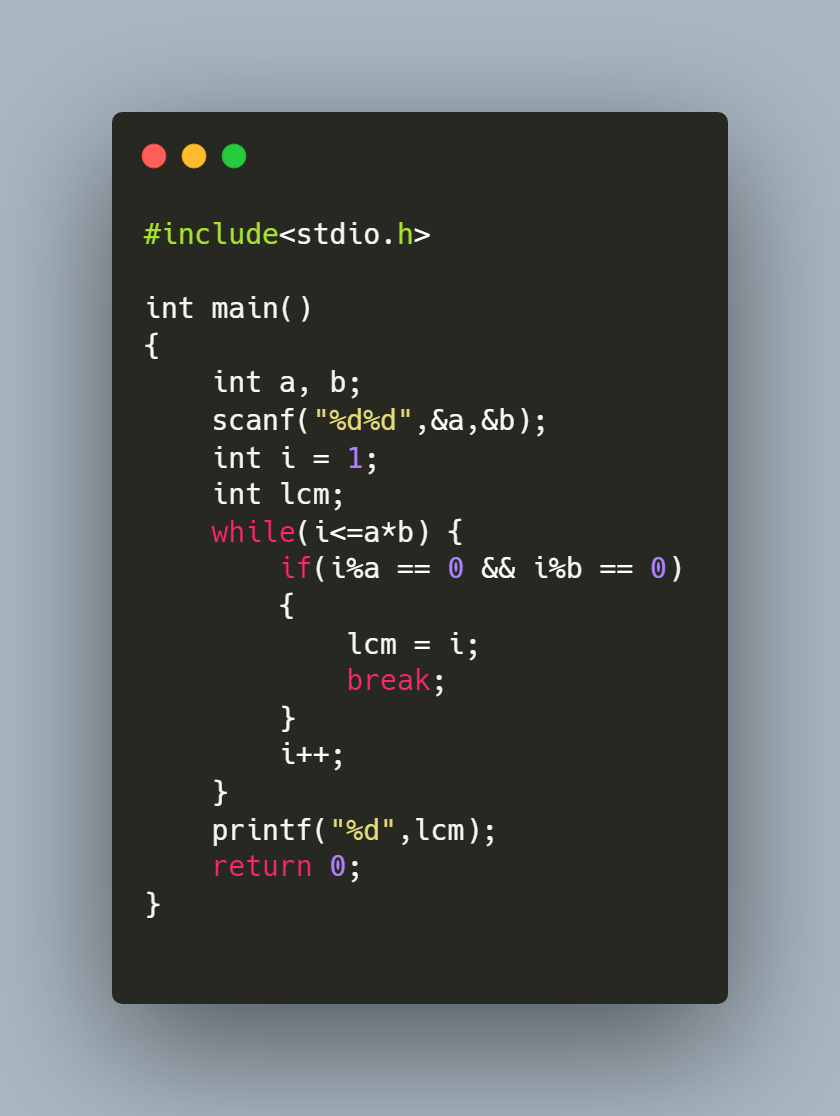 #include<stdio.h>
int main()
{
    int a, b;
    scanf("%d%d",&a,&b);
    int i = 1;
    int lcm;
    while(i<=a*b) {
        if(i%a == 0 && i%b == 0)
        {
            lcm = i;
            break;
        }
        i++;
    }
    printf("%d",lcm);
    return 0;
}